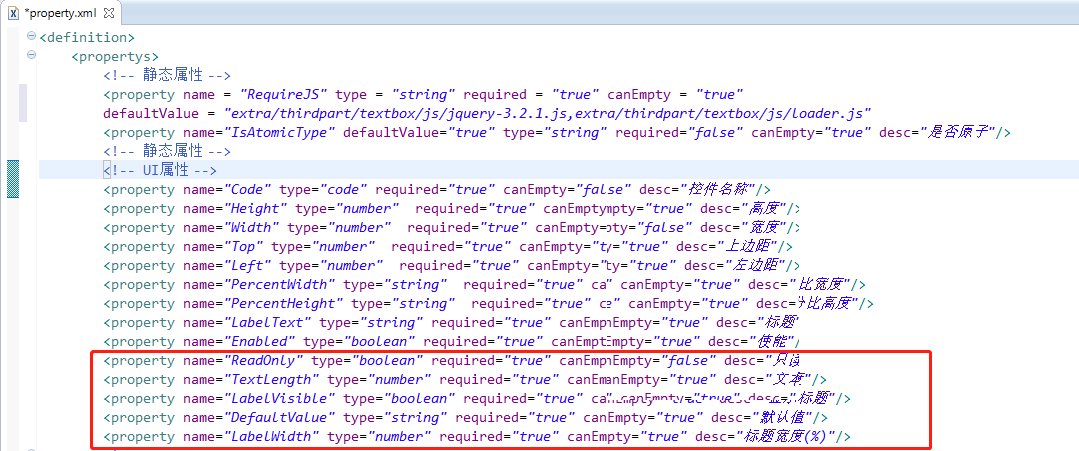 *property.xml
<definition>
<propertys>
<!-- 静态属性 -->
<property name = "RequireJS" type = "string" required = "true" canEmpty = "true"
defaultValue = "extra/thirdpart/textbox/js/jquery-3.2.1.js,extra/thirdpart/textbox/js/loader.js"
<property name="IsAtomicType" defaultValue="true" type="string" required="false" canEmpty="true" desc="是否原子"/>
<!-- 静态属性 -->
<!-- UI属性 -->
<property name="Code" type="code" required="true" canEmpty="false" desc="控件名称"/>
<property name="Height" type="number" required="true" canEmptympty="true" desc="高度"/>
<property name="Width" type="number" required="true" canEmpty=pty="false" desc="宽度"/>
<property name="Top" type="number" required="true" canEmpty="ty="true" desc="上边距"/>
<property name="Left" type="number" required="true" canEmpty="ty="true" desc="左边距"/>
<property name="PercentWidth" type="string" required="true" ca" canEmpty="true" desc="比宽度"/>
<property name="PercentHeight" type="string" required="true" ce" canEmpty="true" desc="比高度"/>
<property name="LabelText" type="string" required="true" canEmpnEmpty="true" desc="标题"
<property name="Enabled" type="boolean" required="true" canEmptEmpty="true" desc="使能"/>
<property name="ReadOnly" type="boolean" required="true" canEmpnEmpty="false" desc="只读
<property name="TextLength" type="number" required="true" canEmanEmpty="true" desc="文本"/>
<property name="LabelVisible" type="boolean" required="true" ca" canEmpty="true" desc="标题"/>
<property name="DefaultValue" type="string" required="true" canEmpty="true" desc="默认值"/>
<property name="LabelWidth" type="number" required="true" canEmpty="true" desc="标题宽度(%)"/>